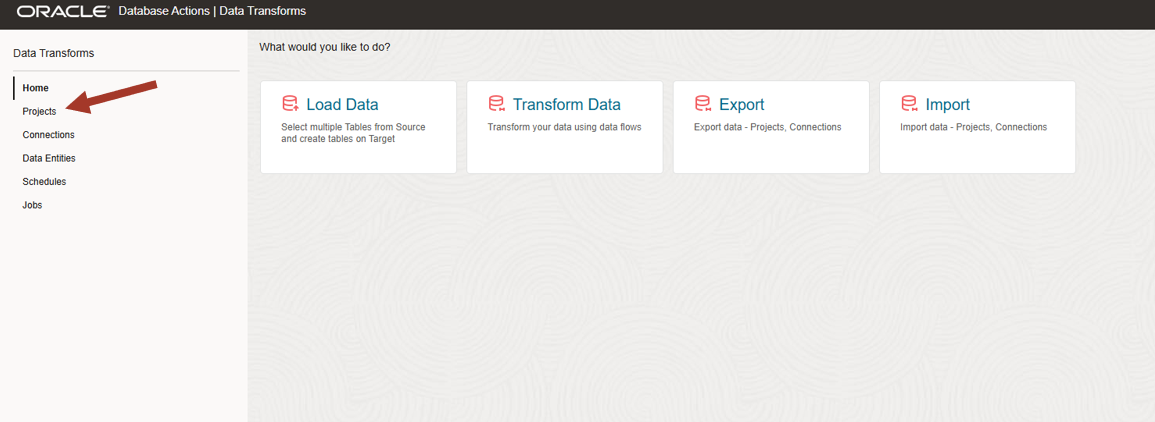 ORACLE Database Actions | Data Transforms
Data Transforms
Home
Projects
Connections
Data Entities
Schedules
Jobs
What would you like to do?
Load Data
Select multiple Tables from Source
and create tables on Target
Transform Data
Transform your data using data flows
Export
Export data - Projects, Connections
Import
Import data - Projects, Connections